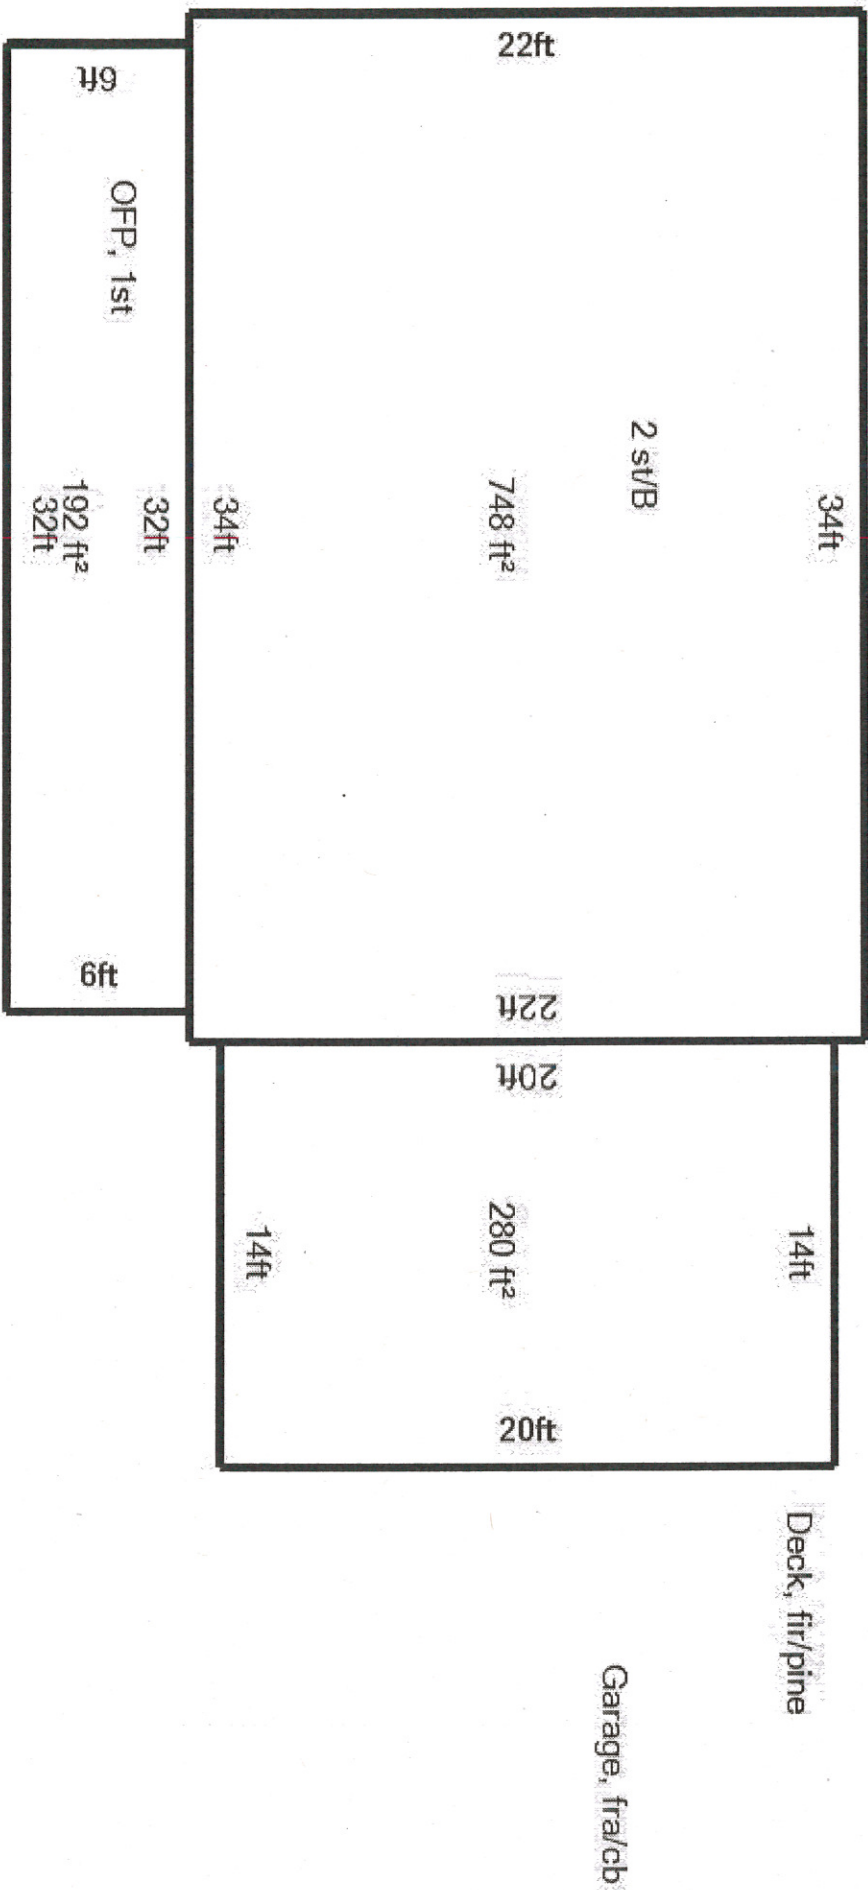 22ft
6ft
OFP, 1st
2 st/B
34ft
748 ft²
34ft
32ft
192 ft²
32ft
6ft
22ft
20ft
14ft
280 ft²
14ft
20ft
Deck, fir/pine
Garage, fra/cb